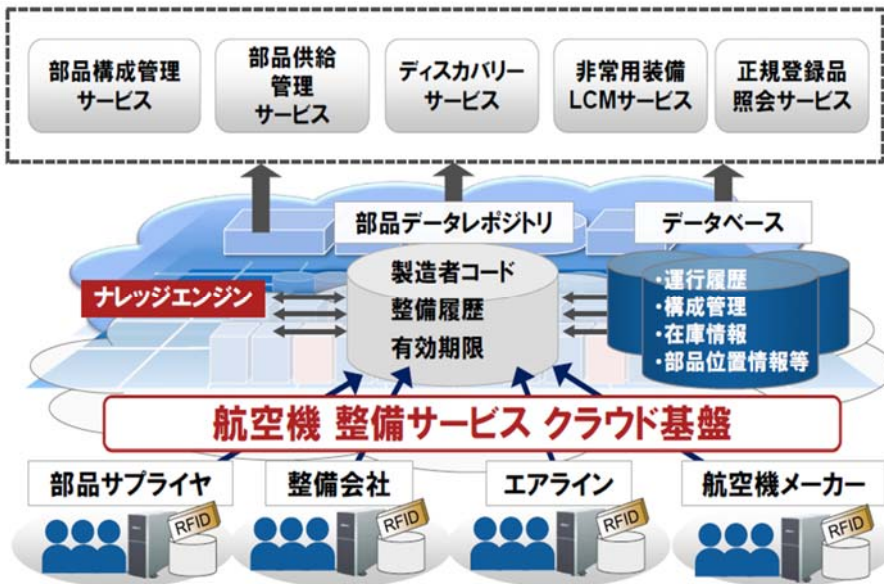 部品構成管理
サービス
部品供給
管理
サービス
ディスカバリー
サービス
非常用装備
LCMサービス
正規登録品
照会サービス
部品データレポジトリ
データベース
ナレッジエンジン
製造者コード
整備履歴
有効期限
・運行履歴
・構成管理
・在庫情報
・部品位置情報等
航空機 整備サービス クラウド基盤
部品サプライヤ
整備会社
エアライン
航空機メーカー
RFID
RFID
RFID
RFID